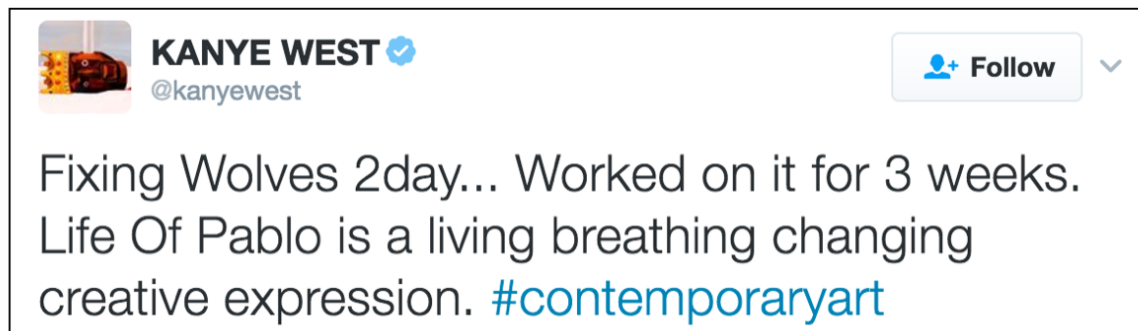 KANYE WEST
@kanyewest
Follow
Fixing Wolves 2day... Worked on it for 3 weeks.
Life Of Pablo is a living breathing changing
creative expression. #contemporaryart